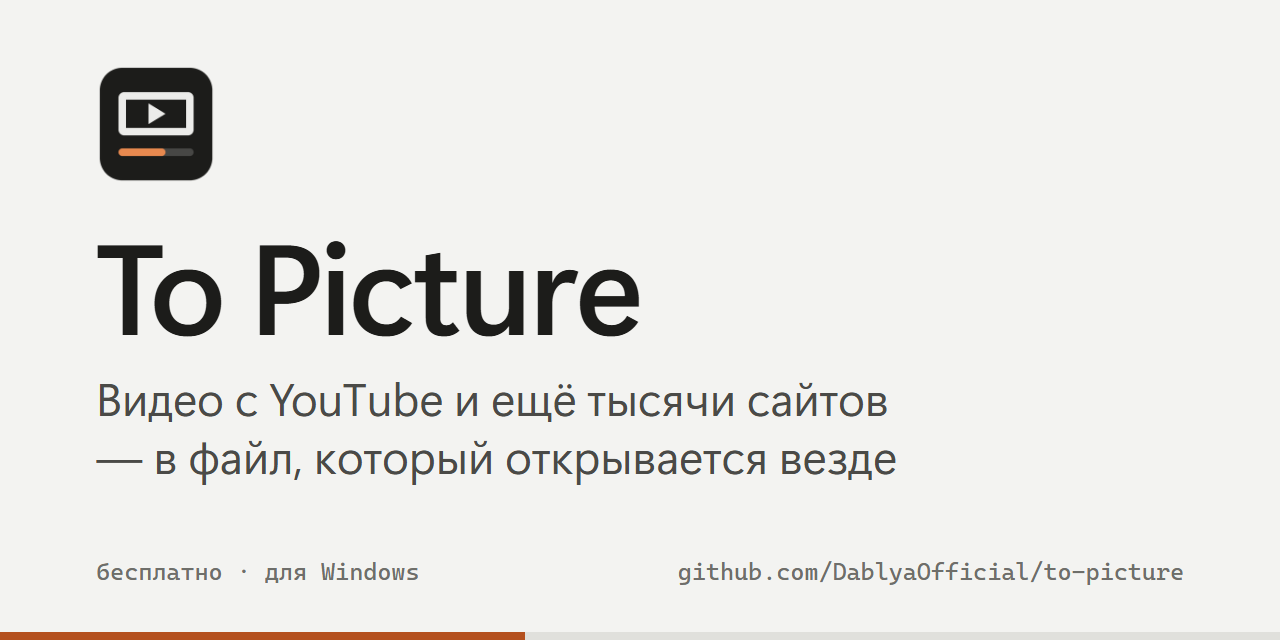 To Picture
Видео с YouTube и ещё тысячи сайтов
— в файл, который открывается везде
бесплатно · для Windows
github.com/DablyaOfficial/to-picture